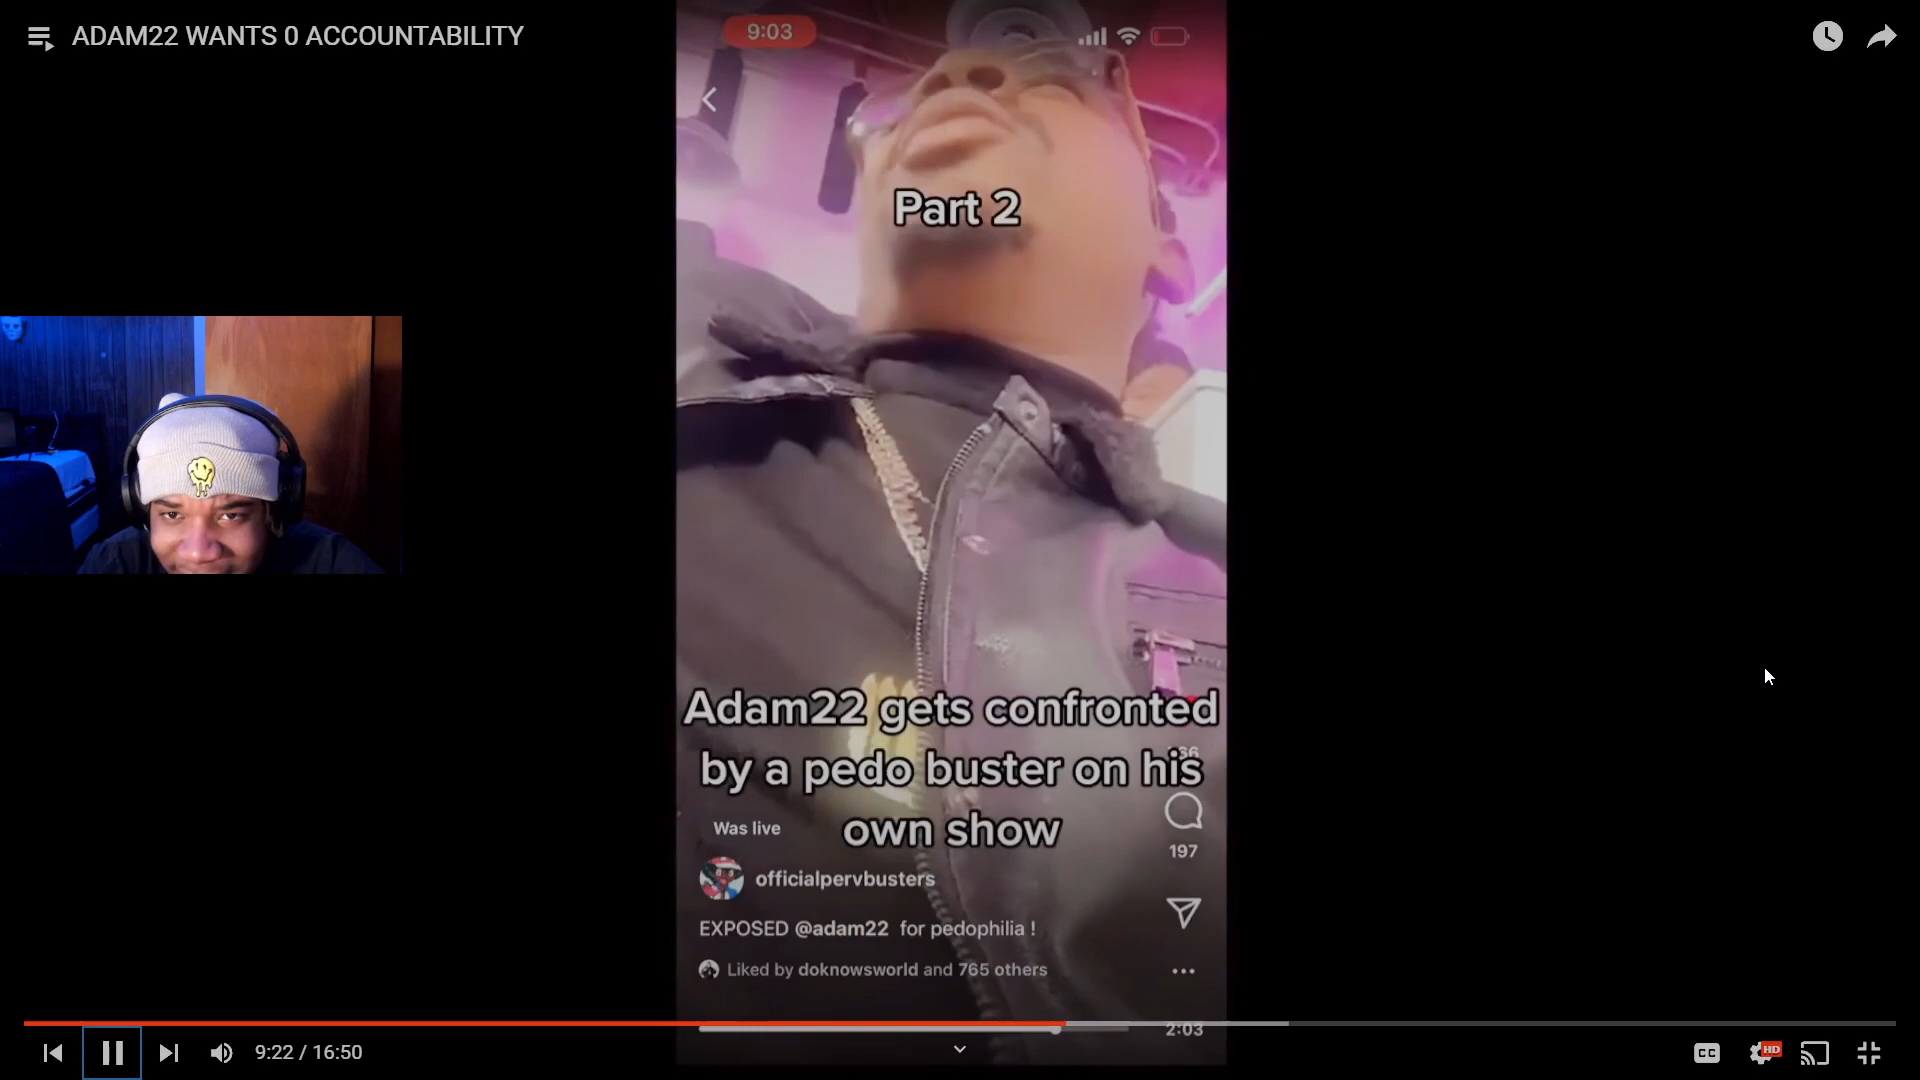 ADAM22 WANTS 0 ACCOUNTABILITY
9:03
Part 2
Adam22 gets confronted
by a pedo buster on his
own show
Was live
197
officialpervbusters
EXPOSED @adam22 for pedophilia !
Liked by doknowsworld and 765 others
2:03
9:22 / 16:50
CC
HD